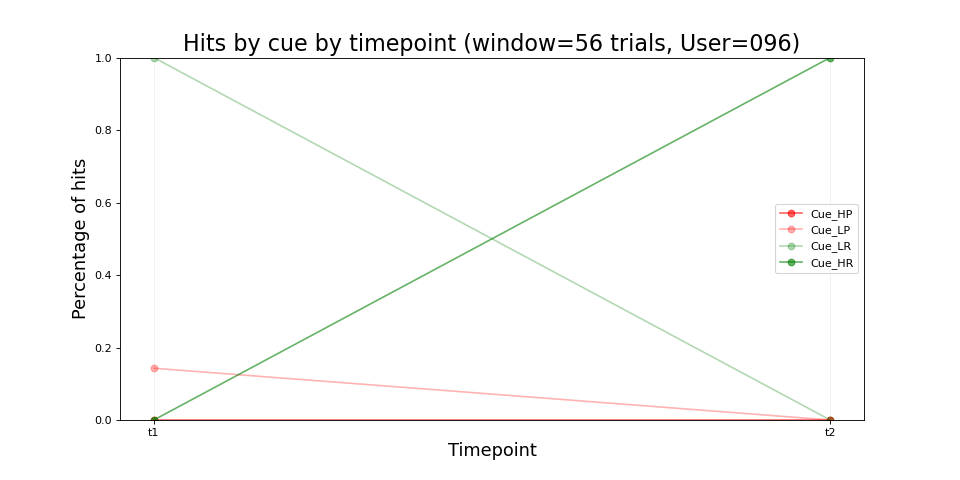 Hits by cue by timepoint (window=56 trials, User=096)
1.0
0.8
0.6
0.4
0.2
0.0
Percentage of hits
Cue_HP
Cue_LP
Cue_LR
Cue_HR
t1
t2
Timepoint